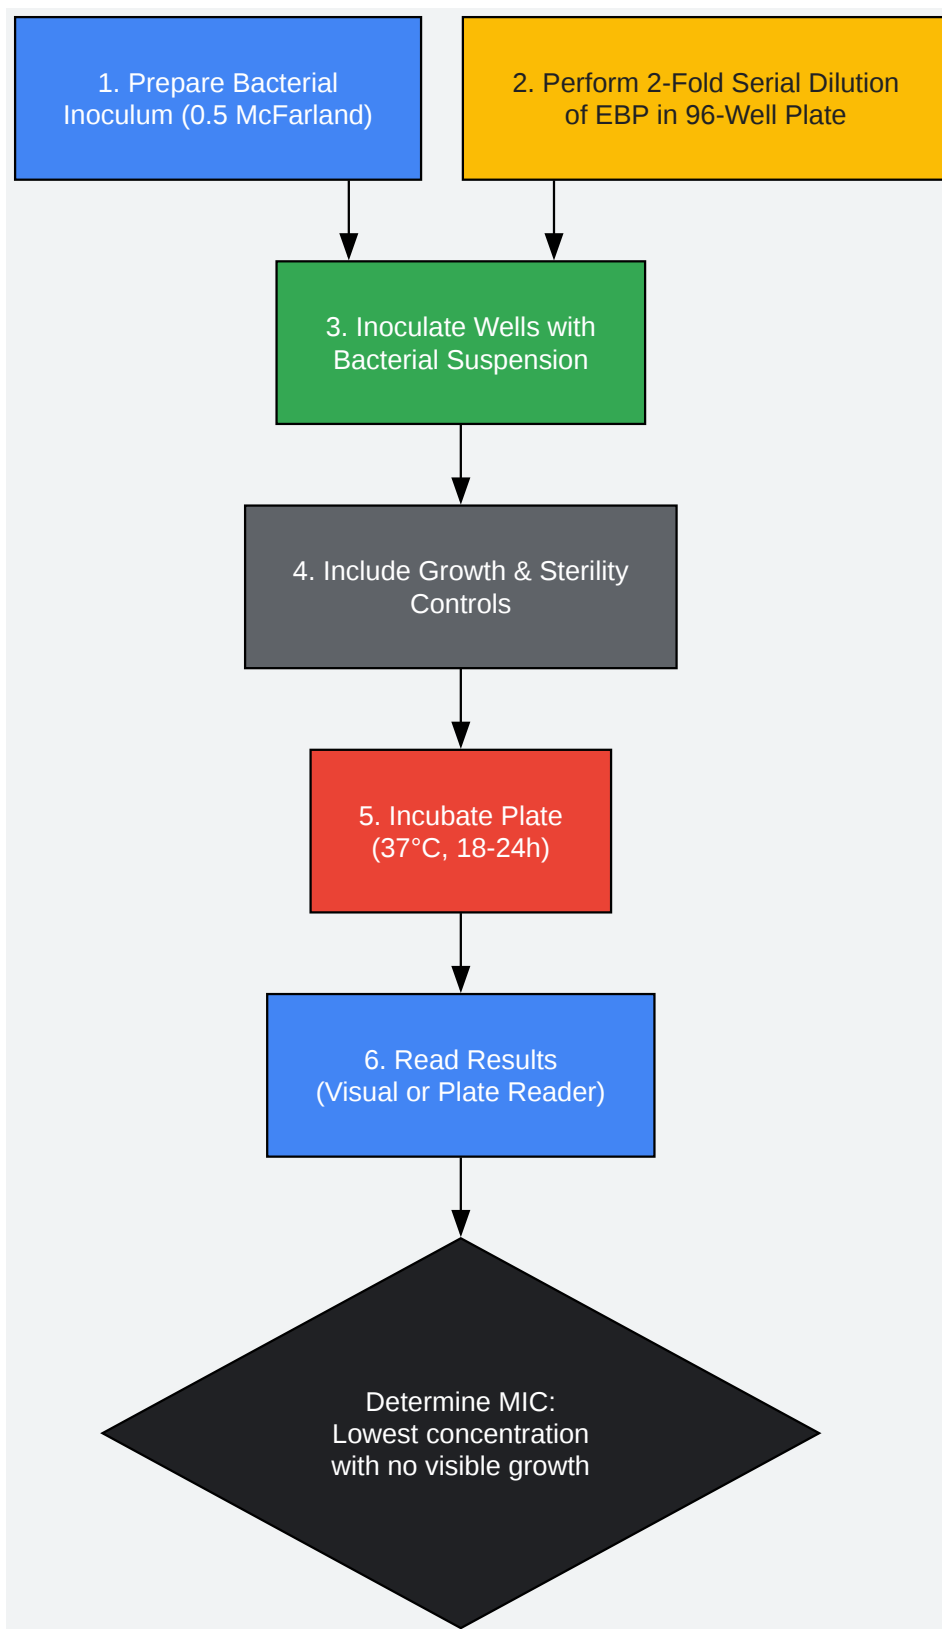 1. Prepare Bacterial
Inoculum (0.5 McFarland)
2. Perform 2-Fold Serial Dilution
of EBP in 96-Well Plate
3. Inoculate Wells with
Bacterial Suspension
4. Include Growth & Sterility
Controls
5. Incubate Plate
(37°C, 18-24h)
6. Read Results
(Visual or Plate Reader)
Determine MIC:
Lowest concentration
with no visible growth